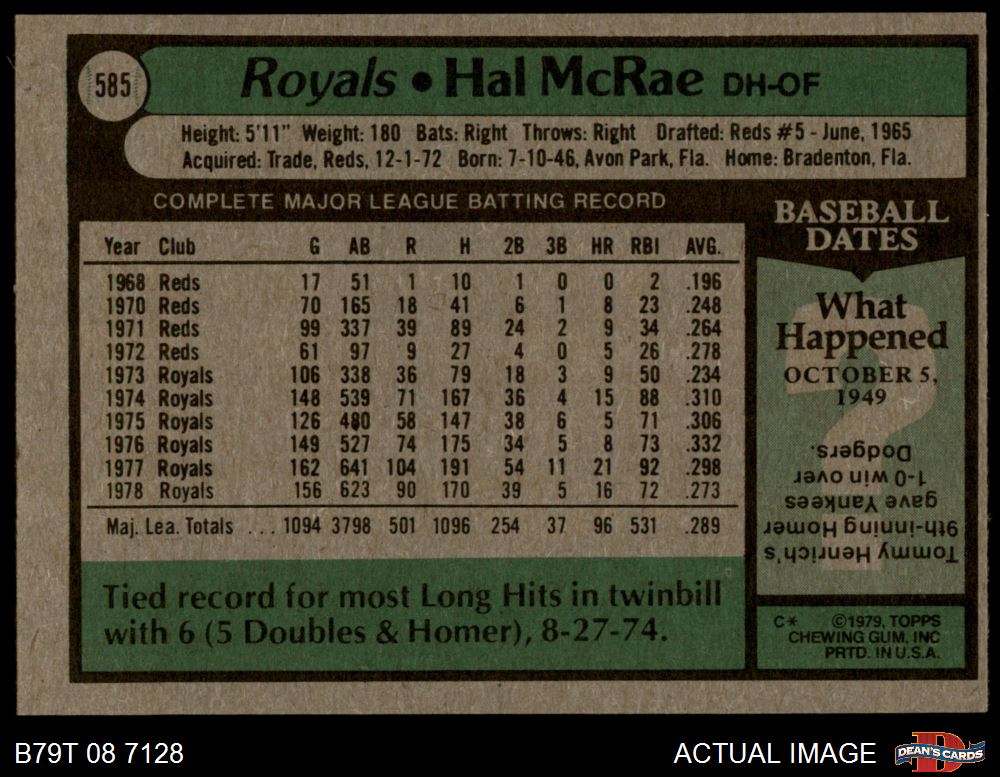 585
Royals • Hal McRae DH-OF
Height: 5'11" Weight: 180 Bats: Right Throws: Right Drafted: Reds #5 - June, 1965
Acquired: Trade, Reds, 12-1-72 Born: 7-10-46, Avon Park, Fla. Home: Bradenton, Fla.
COMPLETE MAJOR LEAGUE BATTING RECORD
Year Club G AB R H 2B 3B HR RBI AVG.
1968 Reds 17 51 1 10 1 0 0 2 .196
1970 Reds 70 165 18 41 6 1 8 23 .248
1971 Reds 99 337 39 89 24 2 9 34 .264
1972 Reds 61 97 9 27 4 0 5 26 .278
1973 Royals 106 338 36 79 18 3 9 50 .234
1974 Royals 148 539 71 167 36 4 15 88 .310
1975 Royals 126 480 58 147 38 6 5 71 .306
1976 Royals 149 527 74 175 34 5 8 73 .332
1977 Royals 162 641 104 191 54 11 21 92 .298
1978 Royals 156 623 90 170 39 5 16 72 .273
Maj. Lea. Totals ... 1094 3798 501 1096 254 37 96 531 .289
Tied record for most Long Hits in twinbill
with 6 (5 Doubles & Homer), 8-27-74.
BASEBALL
DATES
What
Happened
OCTOBER 5,
1949
?
Tommy Henrich's
9th-inning Homer
gave Yankees
1-0 win over
Dodgers.
C* ©1979, TOPPS
CHEWING GUM, INC
PRTD. IN U.S.A.
B79T 08 7128
ACTUAL IMAGE
D
DEAN'S CARDS